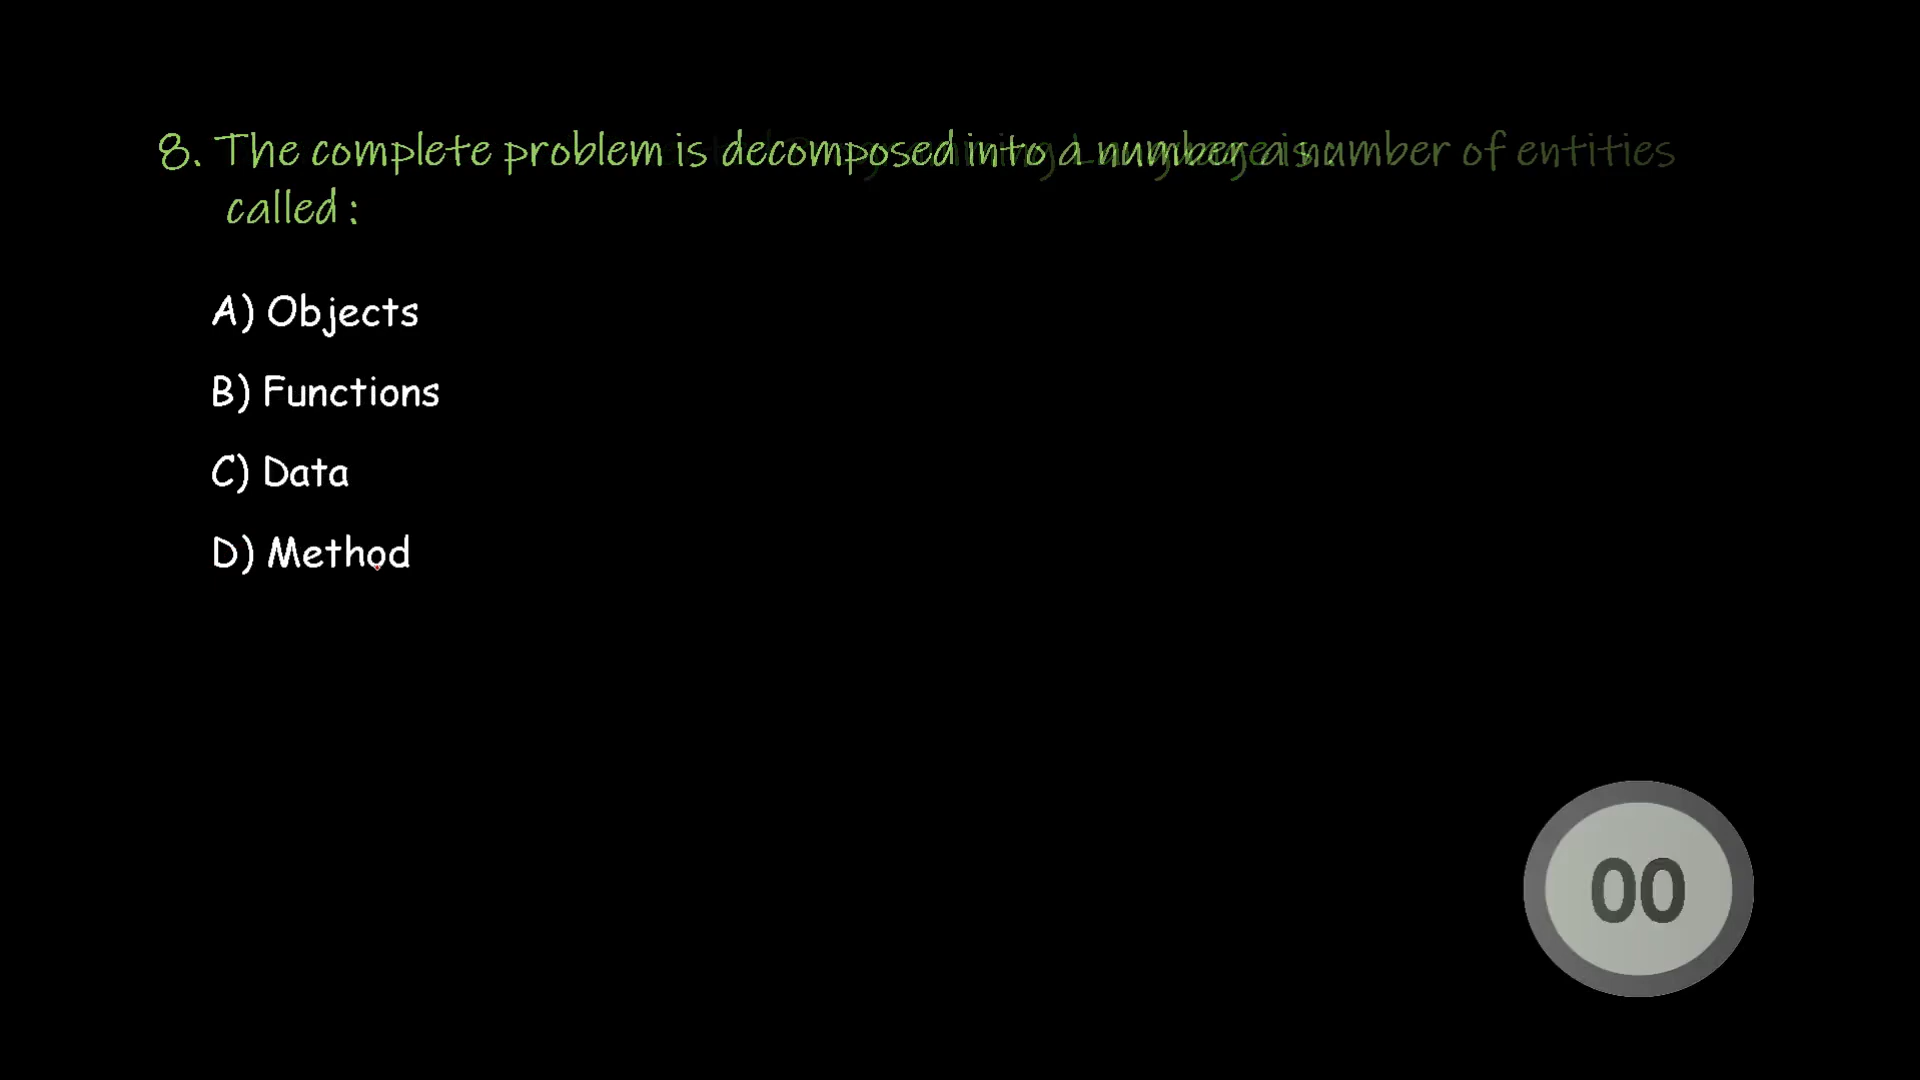 8. The complete problem is decomposed into a number of entities
called :
A) Objects
B) Functions
C) Data
D) Method
00